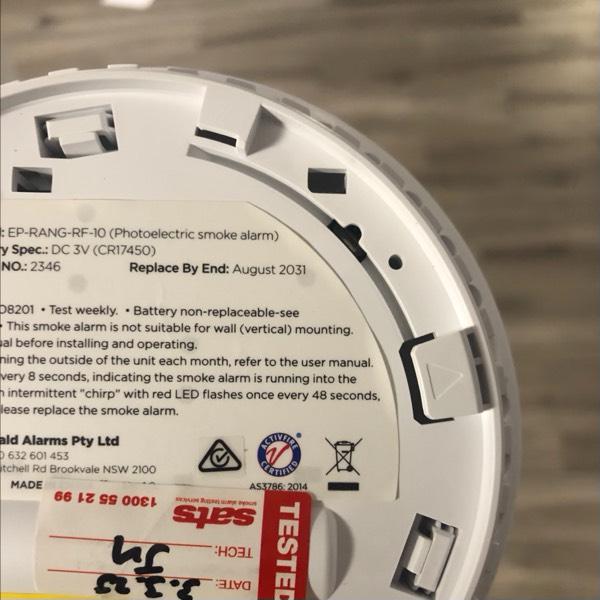 : EP-RANG-RF-10 (Photoelectric smoke alarm)
ry Spec.: DC 3V (CR17450)
NO.: 2346 Replace By End: August 2031
08201 • Test weekly. • Battery non-replaceable-see
• This smoke alarm is not suitable for wall (vertical) mounting.
ual before installing and operating.
ning the outside of the unit each month, refer to the user manual.
very 8 seconds, indicating the smoke alarm is running into the
n intermittent "chirp" with red LED flashes once every 48 seconds,
lease replace the smoke alarm.
ald Alarms Pty Ltd
0 632 601 453
itchell Rd Brookvale NSW 2100
MADE
ACTIVFIRE
CERTIFIED
AS3786: 2014
TESTED
sats
smoke alarm testing services
1300 55 21 99
TECH:
DATE: 3.3.23